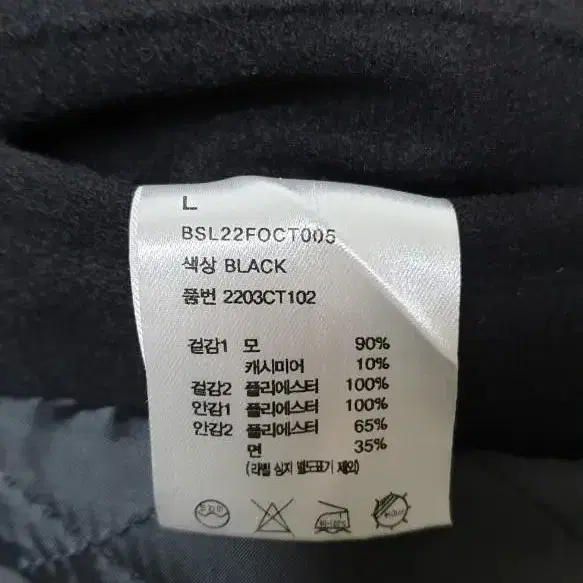 L
BSL22FOCT005
색상 BLACK
품번 2203CT102
겉감1 모 90%
캐시미어 10%
겉감2 폴리에스터 100%
안감1 폴리에스터 100%
안감2 폴리에스터 65%
면 35%
(라벨 심지 별도표기 제외)